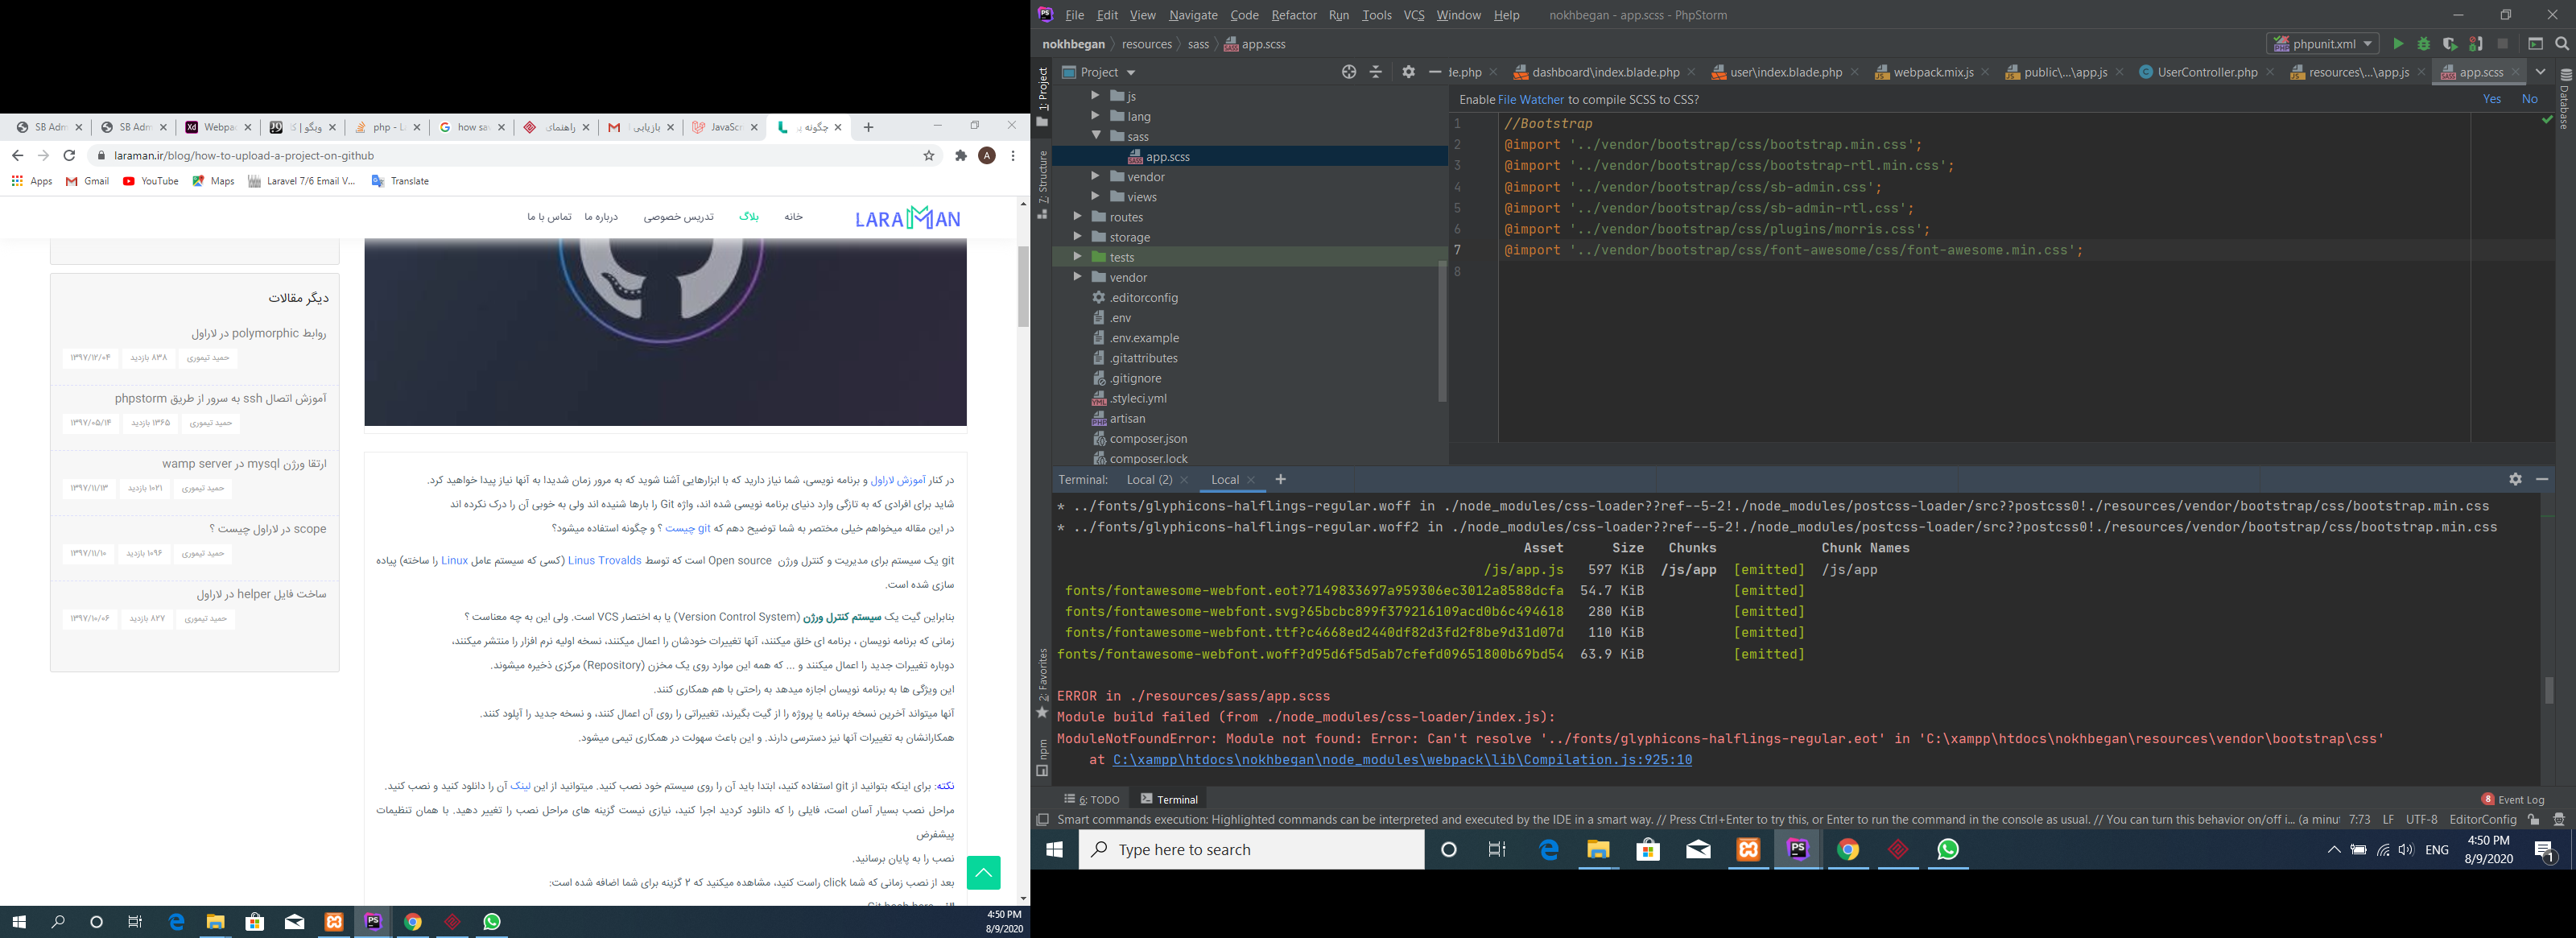 SB Adm
SB Adm
Webpa
وبگو | ک
php - L
how sav
راهنمای
بازیابی
JavaScri
چگونه پر
laraman.ir/blog/how-to-upload-a-project-on-github
A
Apps
Gmail
YouTube
Maps
Laravel 7/6 Email V...
Translate
LARAMAN
خانه
بلاگ
تدریس خصوصی
درباره ما
تماس با ما
دیگر مقالات
روابط polymorphic در لاراول
حمید تیموری
۸۳۸ بازدید
۱۳۹۷/۱۲/۰۴
آموزش اتصال ssh به سرور از طریق phpstorm
حمید تیموری
۱۳۶۵ بازدید
۱۳۹۷/۰۵/۱۴
ارتقا ورژن mysql در wamp server
حمید تیموری
۱۰۲۱ بازدید
۱۳۹۷/۱۱/۱۳
scope در لاراول چیست ؟
حمید تیموری
۱۰۹۶ بازدید
۱۳۹۷/۱۱/۱۰
ساخت فایل helper در لاراول
حمید تیموری
۸۲۷ بازدید
۱۳۹۷/۱۰/۰۶
در کنار آموزش لاراول و برنامه نویسی، شما نیاز دارید که با ابزارهایی آشنا شوید که به مرور زمان شدیدا به آنها نیاز پیدا خواهید کرد.
شاید برای افرادی که به تازگی وارد دنیای برنامه نویسی شده اند، واژه Git را بارها شنیده اند ولی به خوبی آن را درک نکرده اند
در این مقاله میخواهم خیلی مختصر به شما توضیح دهم که git چیست ؟ و چگونه استفاده میشود؟
git یک سیستم برای مدیریت و کنترل ورژن Open source است که توسط Linus Trovalds (کسی که سیستم عامل Linux را ساخته) پیاده
سازی شده است.
بنابراین گیت یک سیستم کنترل ورژن (Version Control System) یا به اختصار VCS است. ولی این به چه معناست ؟
زمانی که برنامه نویسان ، برنامه ای خلق میکنند، آنها تغییرات خودشان را اعمال میکنند، نسخه اولیه نرم افزار را منتشر میکنند،
دوباره تغییرات جدید را اعمال میکنند و ... که همه این موارد روی یک مخزن (Repository) مرکزی ذخیره میشوند.
این ویژگی ها به برنامه نویسان اجازه میدهد به راحتی با هم همکاری کنند.
آنها میتواند آخرین نسخه برنامه یا پروژه را از گیت بگیرند، تغییراتی را روی آن اعمال کنند، و نسخه جدید را آپلود کنند.
همکارانشان به تغییرات آنها نیز دسترسی دارند. و این باعث سهولت در همکاری تیمی میشود.
نکته: برای اینکه بتوانید از git استفاده کنید، ابتدا باید آن را روی سیستم خود نصب کنید. میتوانید از این لینک آن را دانلود کنید و نصب کنید.
مراحل نصب بسیار آسان است، فایلی را که دانلود کردید اجرا کنید، نیازی نیست گزینه های مراحل نصب را تغییر دهید. با همان تنظیمات
پیشفرض
نصب را به پایان برسانید.
بعد از نصب زمانی که شما click راست کنید، مشاهده میکنید که ۲ گزینه برای شما اضافه شده است:
4:50 PM
8/9/2020
File Edit View Navigate Code Refactor Run Tools VCS Window Help nokhbegan - app.scss - PhpStorm
nokhbegan resources sass app.scss
phpunit.xml
1: Project
7: Structure
2: Favorites
npm
Database
Project
de.php
dashboard\index.blade.php
user\index.blade.php
webpack.mix.js
public\...\app.js
UserController.php
resources\...\app.js
app.scss
js
lang
sass
app.scss
vendor
views
routes
storage
tests
vendor
.editorconfig
.env
.env.example
.gitattributes
.gitignore
.styleci.yml
artisan
composer.json
composer.lock
Enable File Watcher to compile SCSS to CSS? Yes No
1 //Bootstrap
2 @import '../vendor/bootstrap/css/bootstrap.min.css';
3 @import '../vendor/bootstrap/css/bootstrap-rtl.min.css';
4 @import '../vendor/bootstrap/css/sb-admin.css';
5 @import '../vendor/bootstrap/css/sb-admin-rtl.css';
6 @import '../vendor/bootstrap/css/plugins/morris.css';
7 @import '../vendor/bootstrap/css/font-awesome/css/font-awesome.min.css';
8
Terminal: Local (2) Local
* ../fonts/glyphicons-halflings-regular.woff in ./node_modules/css-loader??ref--5-2!./node_modules/postcss-loader/src??postcss0!./resources/vendor/bootstrap/css/bootstrap.min.css
* ../fonts/glyphicons-halflings-regular.woff2 in ./node_modules/css-loader??ref--5-2!./node_modules/postcss-loader/src??postcss0!./resources/vendor/bootstrap/css/bootstrap.min.css
Asset Size Chunks Chunk Names
/js/app.js 597 KiB /js/app [emitted] /js/app
fonts/fontawesome-webfont.eot?7149833697a959306ec3012a8588dcfa 54.7 KiB [emitted]
fonts/fontawesome-webfont.svg?65bcbc899f379216109acd0b6c494618 280 KiB [emitted]
fonts/fontawesome-webfont.ttf?c4668ed2440df82d3fd2f8be9d31d07d 110 KiB [emitted]
fonts/fontawesome-webfont.woff?d95d6f5d5ab7cfefd09651800b69bd54 63.9 KiB [emitted]
ERROR in ./resources/sass/app.scss
Module build failed (from ./node_modules/css-loader/index.js):
ModuleNotFoundError: Module not found: Error: Can't resolve '../fonts/glyphicons-halflings-regular.eot' in 'C:\xampp\htdocs\nokhbegan\resources\vendor\bootstrap\css'
at C:\xampp\htdocs\nokhbegan\node_modules\webpack\lib\Compilation.js:925:10
6: TODO
Terminal
8 Event Log
Smart commands execution: Highlighted commands can be interpreted and executed by the IDE in a smart way. // Press Ctrl+Enter to try this, or Enter to run the command in the console as usual. // You can turn this behavior on/off i... (a minut 7:73 LF UTF-8 EditorConfig
Type here to search
ENG
4:50 PM
8/9/2020
1